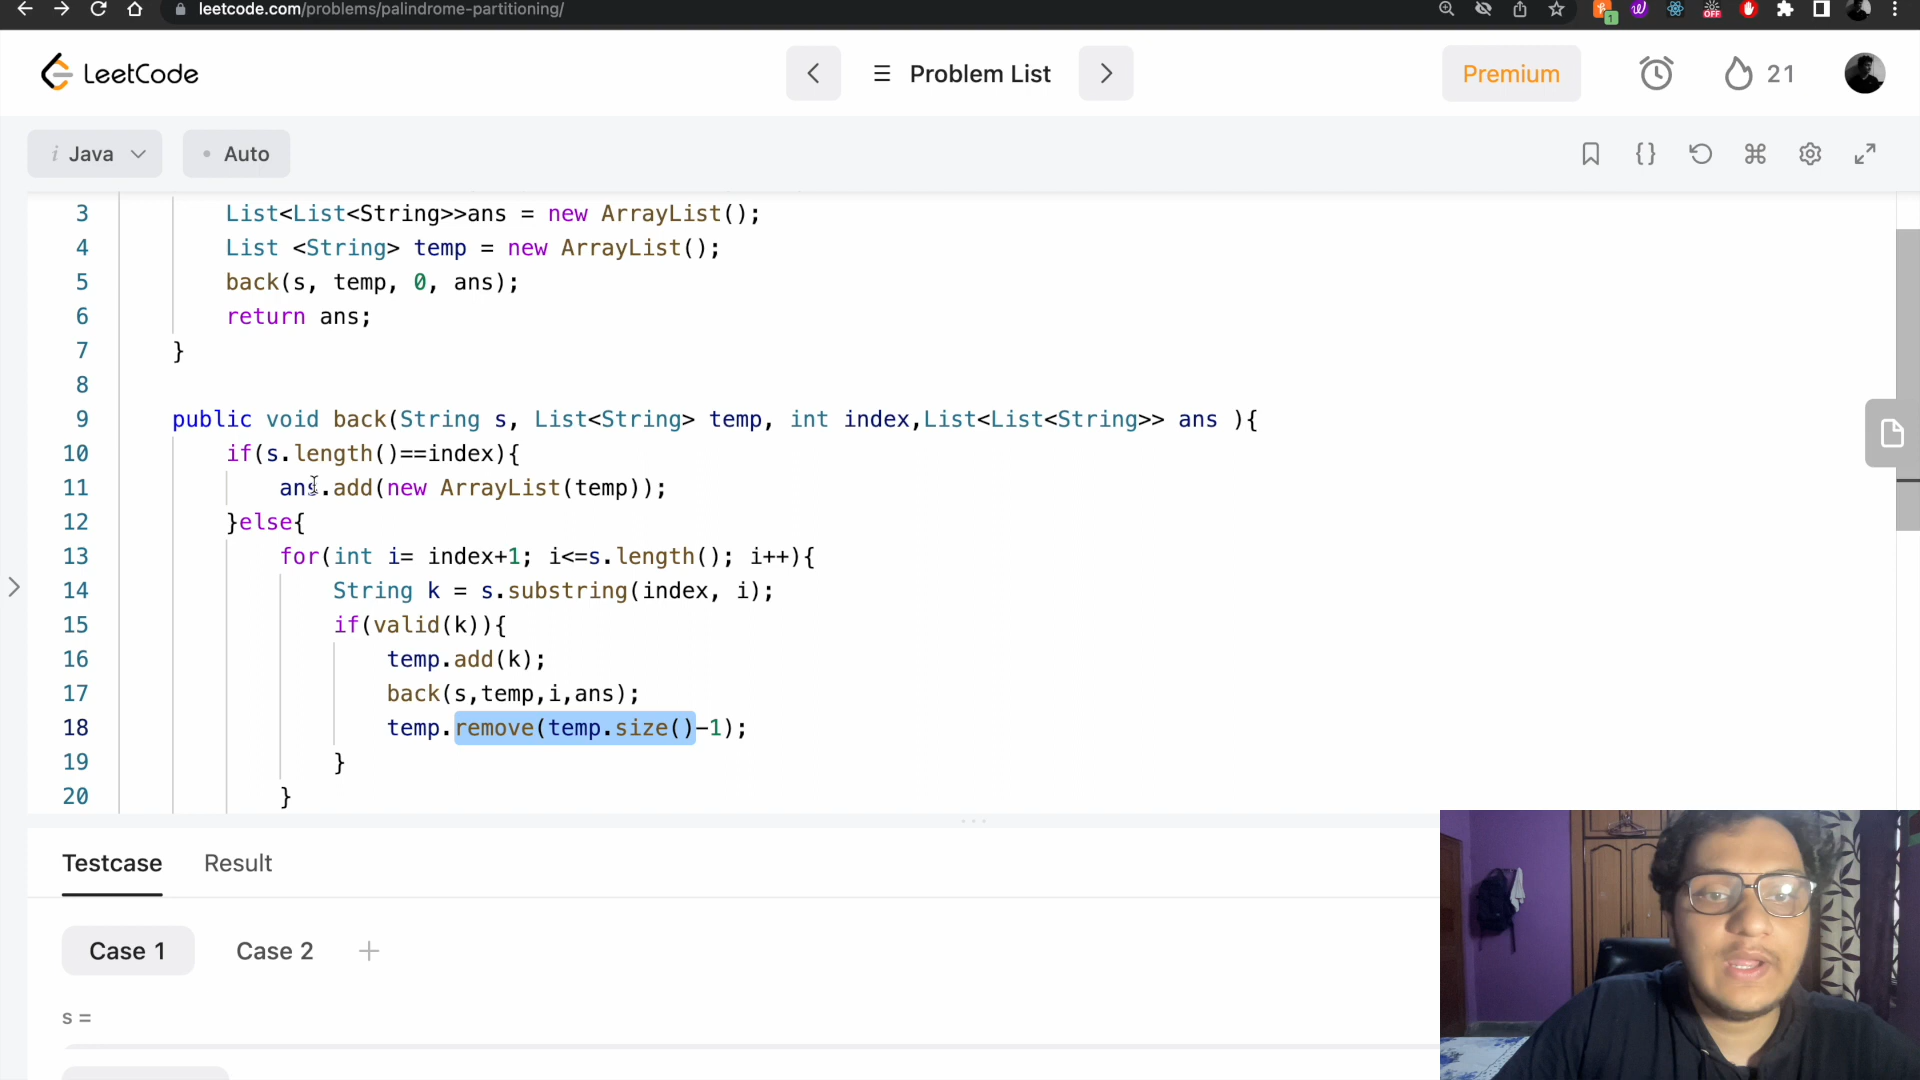 leetcode.com/problems/palindrome-partitioning/
1
OFF
LeetCode
Problem List
Premium
21
i Java
Auto
3 List<List<String>>ans = new ArrayList();
4 List <String> temp = new ArrayList();
5 back(s, temp, 0, ans);
6 return ans;
7 }
8
9 public void back(String s, List<String> temp, int index,List<List<String>> ans ){
10 if(s.length()==index){
11 ans.add(new ArrayList(temp));
12 }else{
13 for(int i= index+1; i<=s.length(); i++){
14 String k = s.substring(index, i);
15 if(valid(k)){
16 temp.add(k);
17 back(s,temp,i,ans);
18 temp.remove(temp.size()-1);
19 }
20 }
Testcase Result
Case 1 Case 2 +
s =